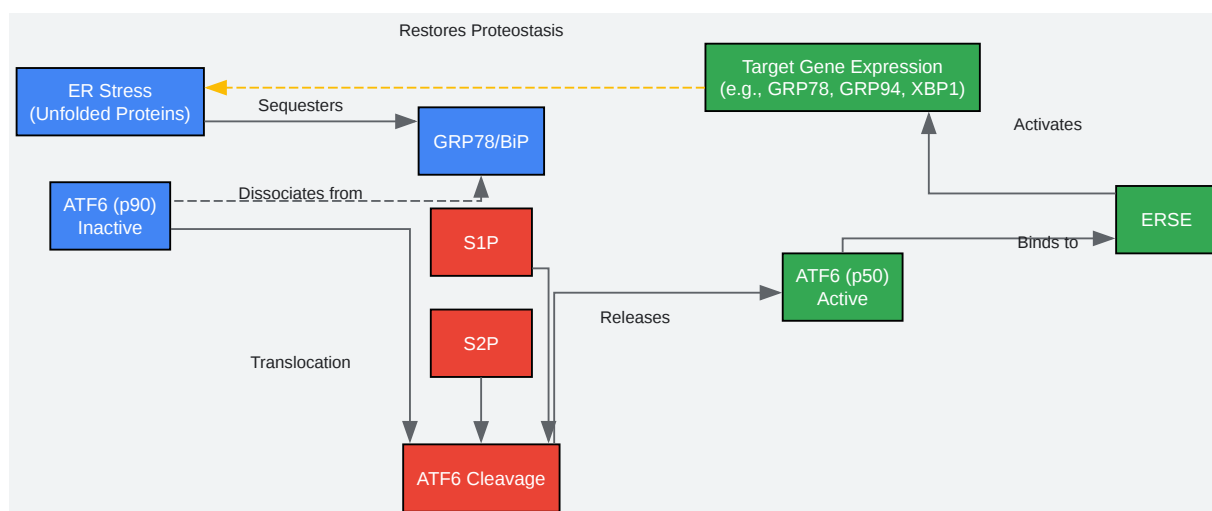 Restores Proteostasis
Target Gene Expression
(e.g., GRP78, GRP94, XBP1)
ER Stress
(Unfolded Proteins)
Sequesters
GRP78/BiP
Activates
ATF6 (p90)
Inactive
Dissociates from
S1P
ERSE
Binds to
ATF6 (p50)
Active
Releases
S2P
Translocation
ATF6 Cleavage